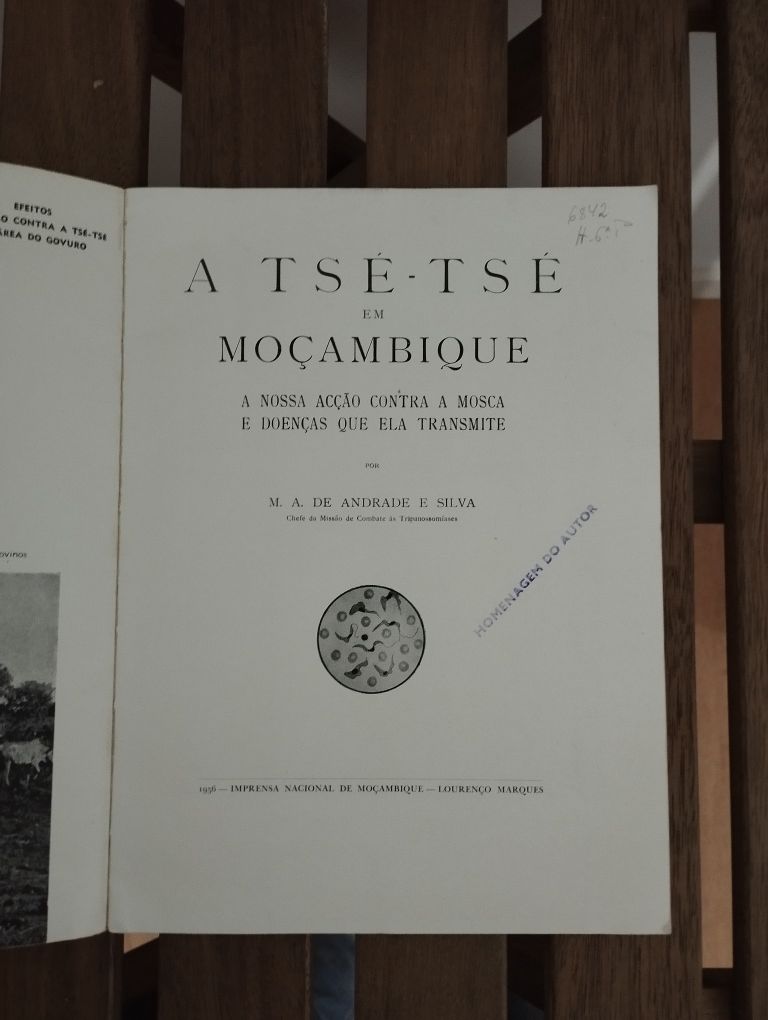 EFEITOS
O CONTRA A TSÉ-TSÉ
ÁREA DO GOVURO
ovinos
6842
A TSÉ-TSÉ
EM
MOÇAMBIQUE
A NOSSA ACÇÃO CONTRA A MOSCA
E DOENÇAS QUE ELA TRANSMITE
POR
M. A. DE ANDRADE E SILVA
Chefe da Missão de Combate às Tripanossomíases
HOMENAGEM DO AUTOR
1956 — IMPRENSA NACIONAL DE MOÇAMBIQUE — LOURENÇO MARQUES